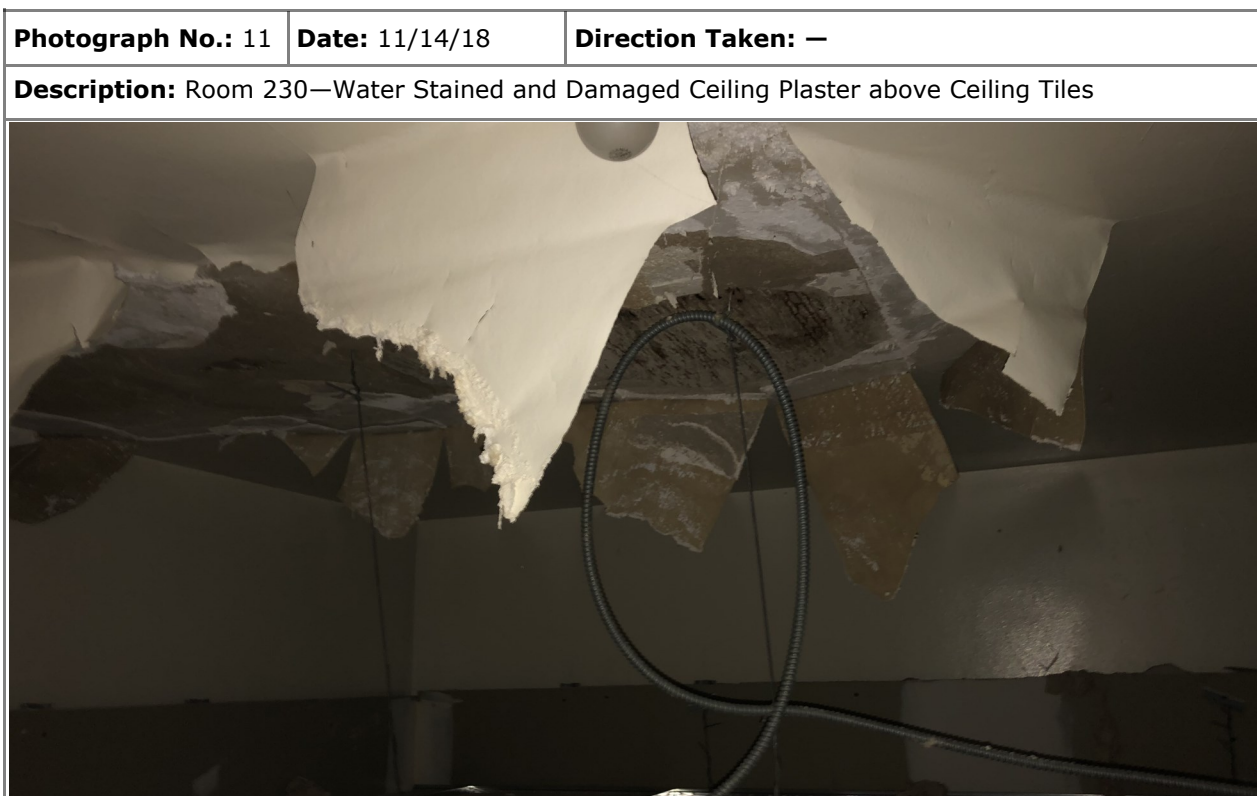 Photograph No.: 11 Date: 11/14/18 Direction Taken: —
Description: Room 230—Water Stained and Damaged Ceiling Plaster above Ceiling Tiles